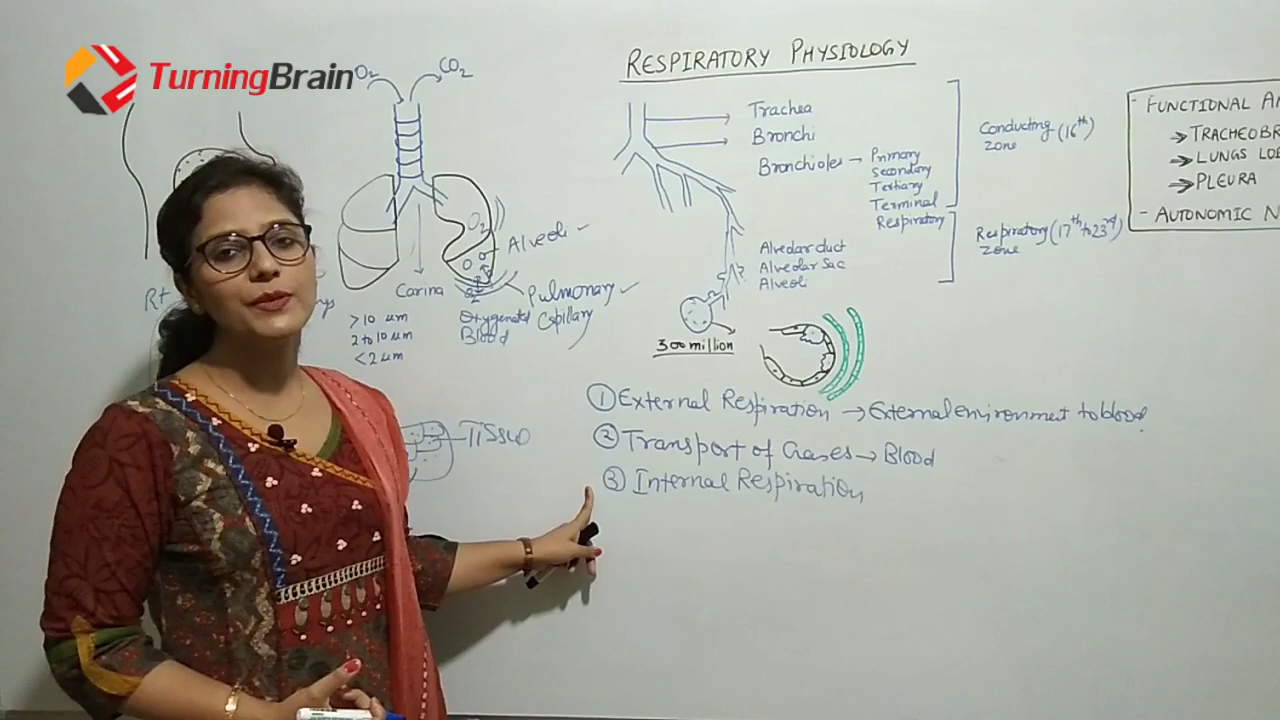 TurningBrain
O₂
CO₂
Alveoli
O₂
Carina
Pulmonary
Capillary
Oxygenated
Blood
Rt
>10 um
2 to 10 um
<2 um
Tissue
RESPIRATORY PHYSIOLOGY
Trachea
Bronchi
Bronchioles – Primary
Secondary
Tertiary
Terminal
Respiratory
Alveolar duct
Alveolar Sac
Alveoli
Conducting (16th)
zone
Respiratory (17th to 23rd)
zone
300 million
① External Respiration → External environmet to blood
② Transport of Gases → Blood
③ Internal Respiration
- FUNCTIONAL
→ TRACHEOBR
→ LUNGS LO
→ PLEURA
- AUTONOMIC N